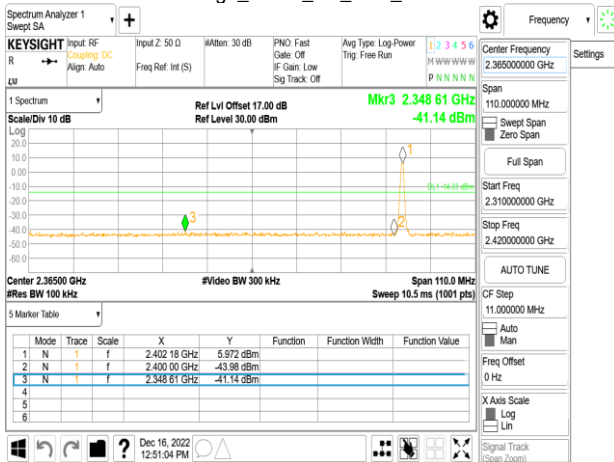 Spectrum Analyzer 1
Swept SA
+
Frequency
KEYSIGHT
R
Input: RF
Coupling: DC
Align: Auto
Input Z: 50 Ω
Freq Ref: Int (S)
#Atten: 30 dB
PNO: Fast
Gate: Off
IF Gain: Low
Sig Track: Off
Avg Type: Log-Power
Trig: Free Run
1 2 3 4 5 6
M W W W W W
P N N N N N
1 Spectrum
Scale/Div 10 dB
Ref Lvl Offset 17.00 dB
Ref Level 30.00 dBm
Mkr3 2.348 61 GHz
-41.14 dBm
Log
20.0
10.0
0.00
-10.0
-20.0
-30.0
-40.0
-50.0
-60.0
1
2
3
DL1 -14.03 dBm
Center 2.36500 GHz
#Res BW 100 kHz
#Video BW 300 kHz
Span 110.0 MHz
Sweep 10.5 ms (1001 pts)
5 Marker Table
Mode Trace Scale X Y Function Function Width Function Value
1 N 1 f 2.402 18 GHz 5.972 dBm
2 N 1 f 2.400 00 GHz -43.98 dBm
3 N 1 f 2.348 61 GHz -41.14 dBm
4
5
6
?
Dec 16, 2022
12:51:04 PM
Center Frequency
2.365000000 GHz
Settings
Span
110.000000 MHz
Swept Span
Zero Span
Full Span
Start Freq
2.310000000 GHz
Stop Freq
2.420000000 GHz
AUTO TUNE
CF Step
11.000000 MHz
Auto
Man
Freq Offset
0 Hz
X Axis Scale
Log
Lin
Signal Track
(Span Zoom)